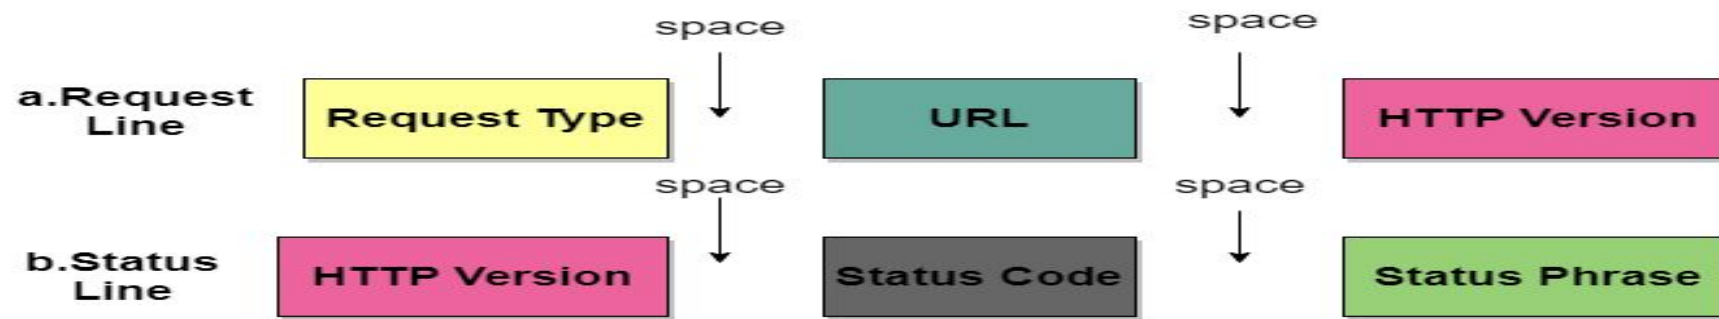 space space
a.Request
Line
Request Type URL HTTP Version
space space
b.Status
Line
HTTP Version Status Code Status Phrase